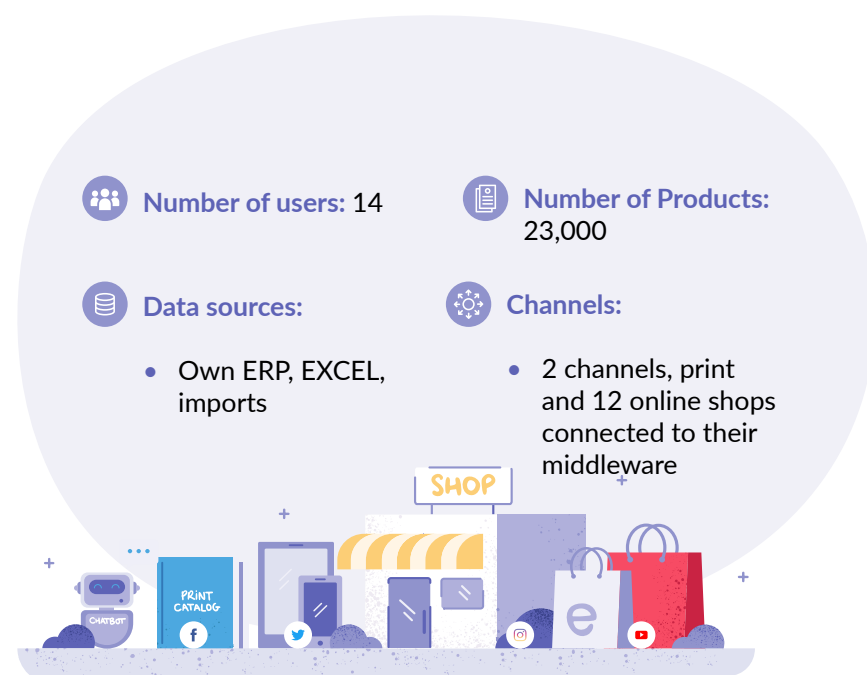 Number of users: 14
Number of Products:
23,000
Data sources:
• Own ERP, EXCEL,
imports
Channels:
• 2 channels, print
and 12 online shops
connected to their
middleware
SHOP
PRINT
CATALOG
CHATBOT
e